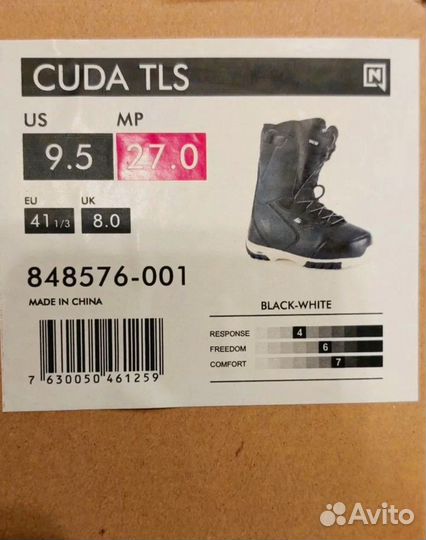 CUDA TLS
N
US MP
9.5 27.0
EU UK
41 1/3 8.0
848576-001
MADE IN CHINA
BLACK-WHITE
RESPONSE 4
FREEDOM 6
COMFORT 7
7 630050 461259
Avito